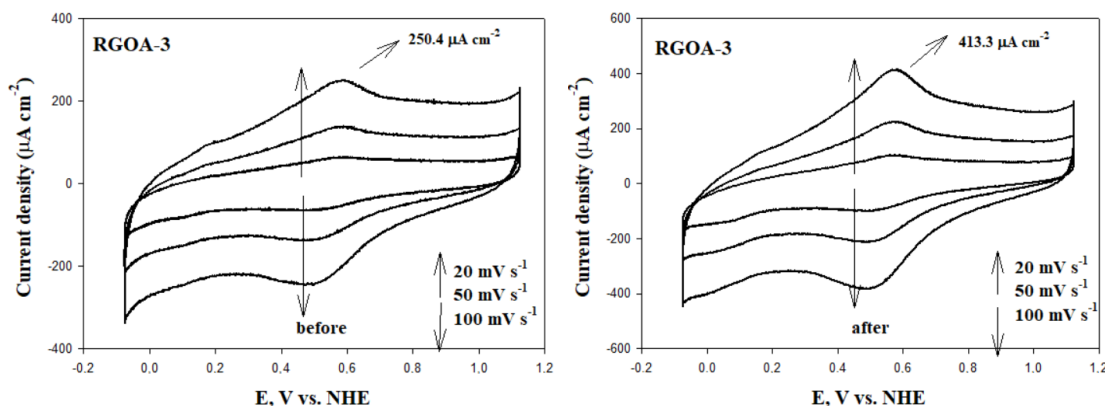 RGOA-3
250.4 μA cm-2
400
200
0
-200
-400
Current density (μA cm-2)
20 mV s-1
50 mV s-1
100 mV s-1
before
0.0
0.2
0.4
0.6
0.8
1.0
1.2
E, V vs. NHE
RGOA-3
413.3 μA cm-2
600
400
200
0
-200
-400
-600
Current density (μA cm-2)
20 mV s-1
50 mV s-1
100 mV s-1
after
0.0
0.2
0.4
0.6
0.8
1.0
1.2
E, V vs. NHE